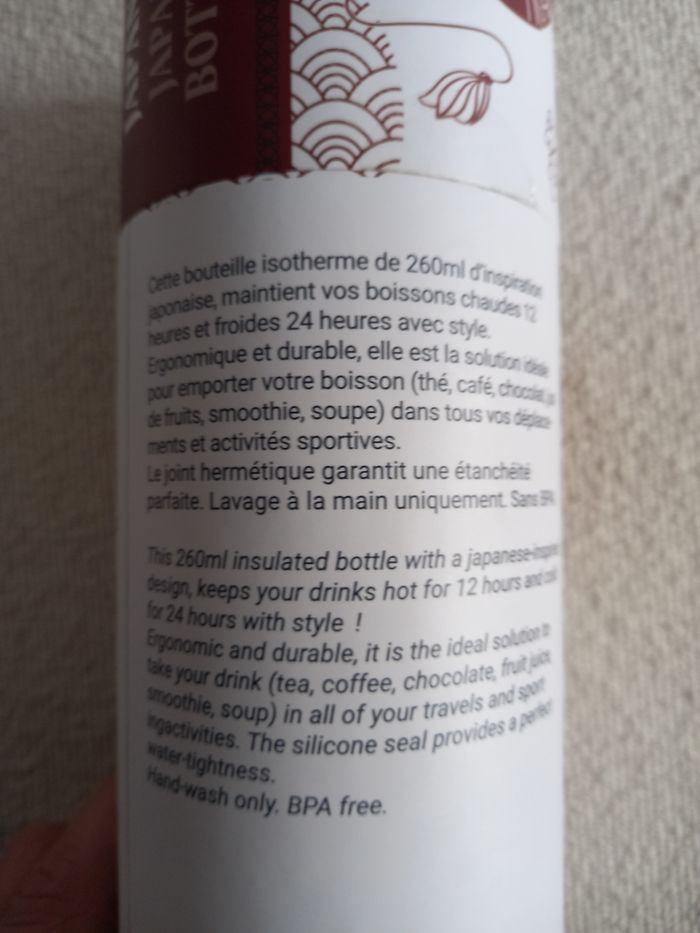 JAPA
BOT
Cette bouteille isotherme de 260ml d'inspiration
japonaise, maintient vos boissons chaudes 12
heures et froides 24 heures avec style.
Ergonomique et durable, elle est la solution idéale
pour emporter votre boisson (thé, café, chocolat, jus
de fruits, smoothie, soupe) dans tous vos déplace-
ments et activités sportives.
Le joint hermétique garantit une étanchéité
parfaite. Lavage à la main uniquement. Sans BPA
This 260ml insulated bottle with a japanese-inspired
design, keeps your drinks hot for 12 hours and cold
for 24 hours with style !
Ergonomic and durable, it is the ideal solution to
take your drink (tea, coffee, chocolate, fruit juice,
smoothie, soup) in all of your travels and sport-
ingactivities. The silicone seal provides a perfect
water-tightness.
Hand-wash only. BPA free.